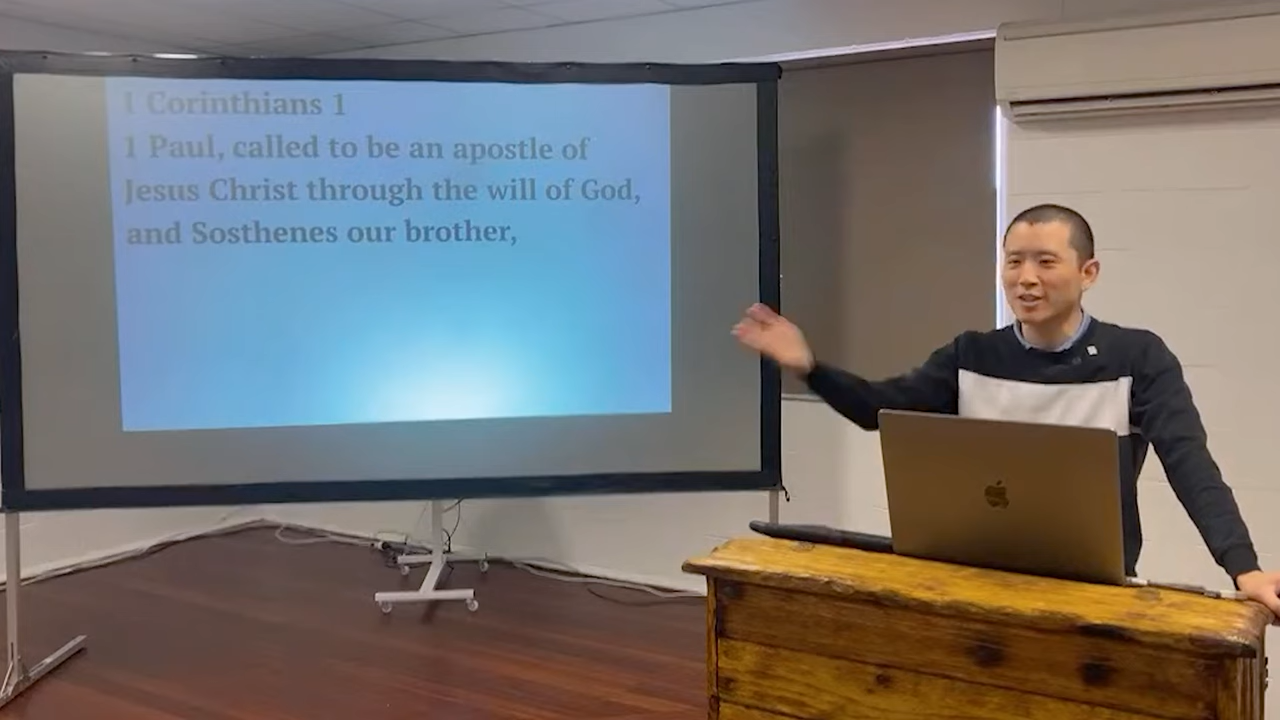 1 Corinthians 1
1 Paul, called to be an apostle of
Jesus Christ through the will of God,
and Sosthenes our brother,